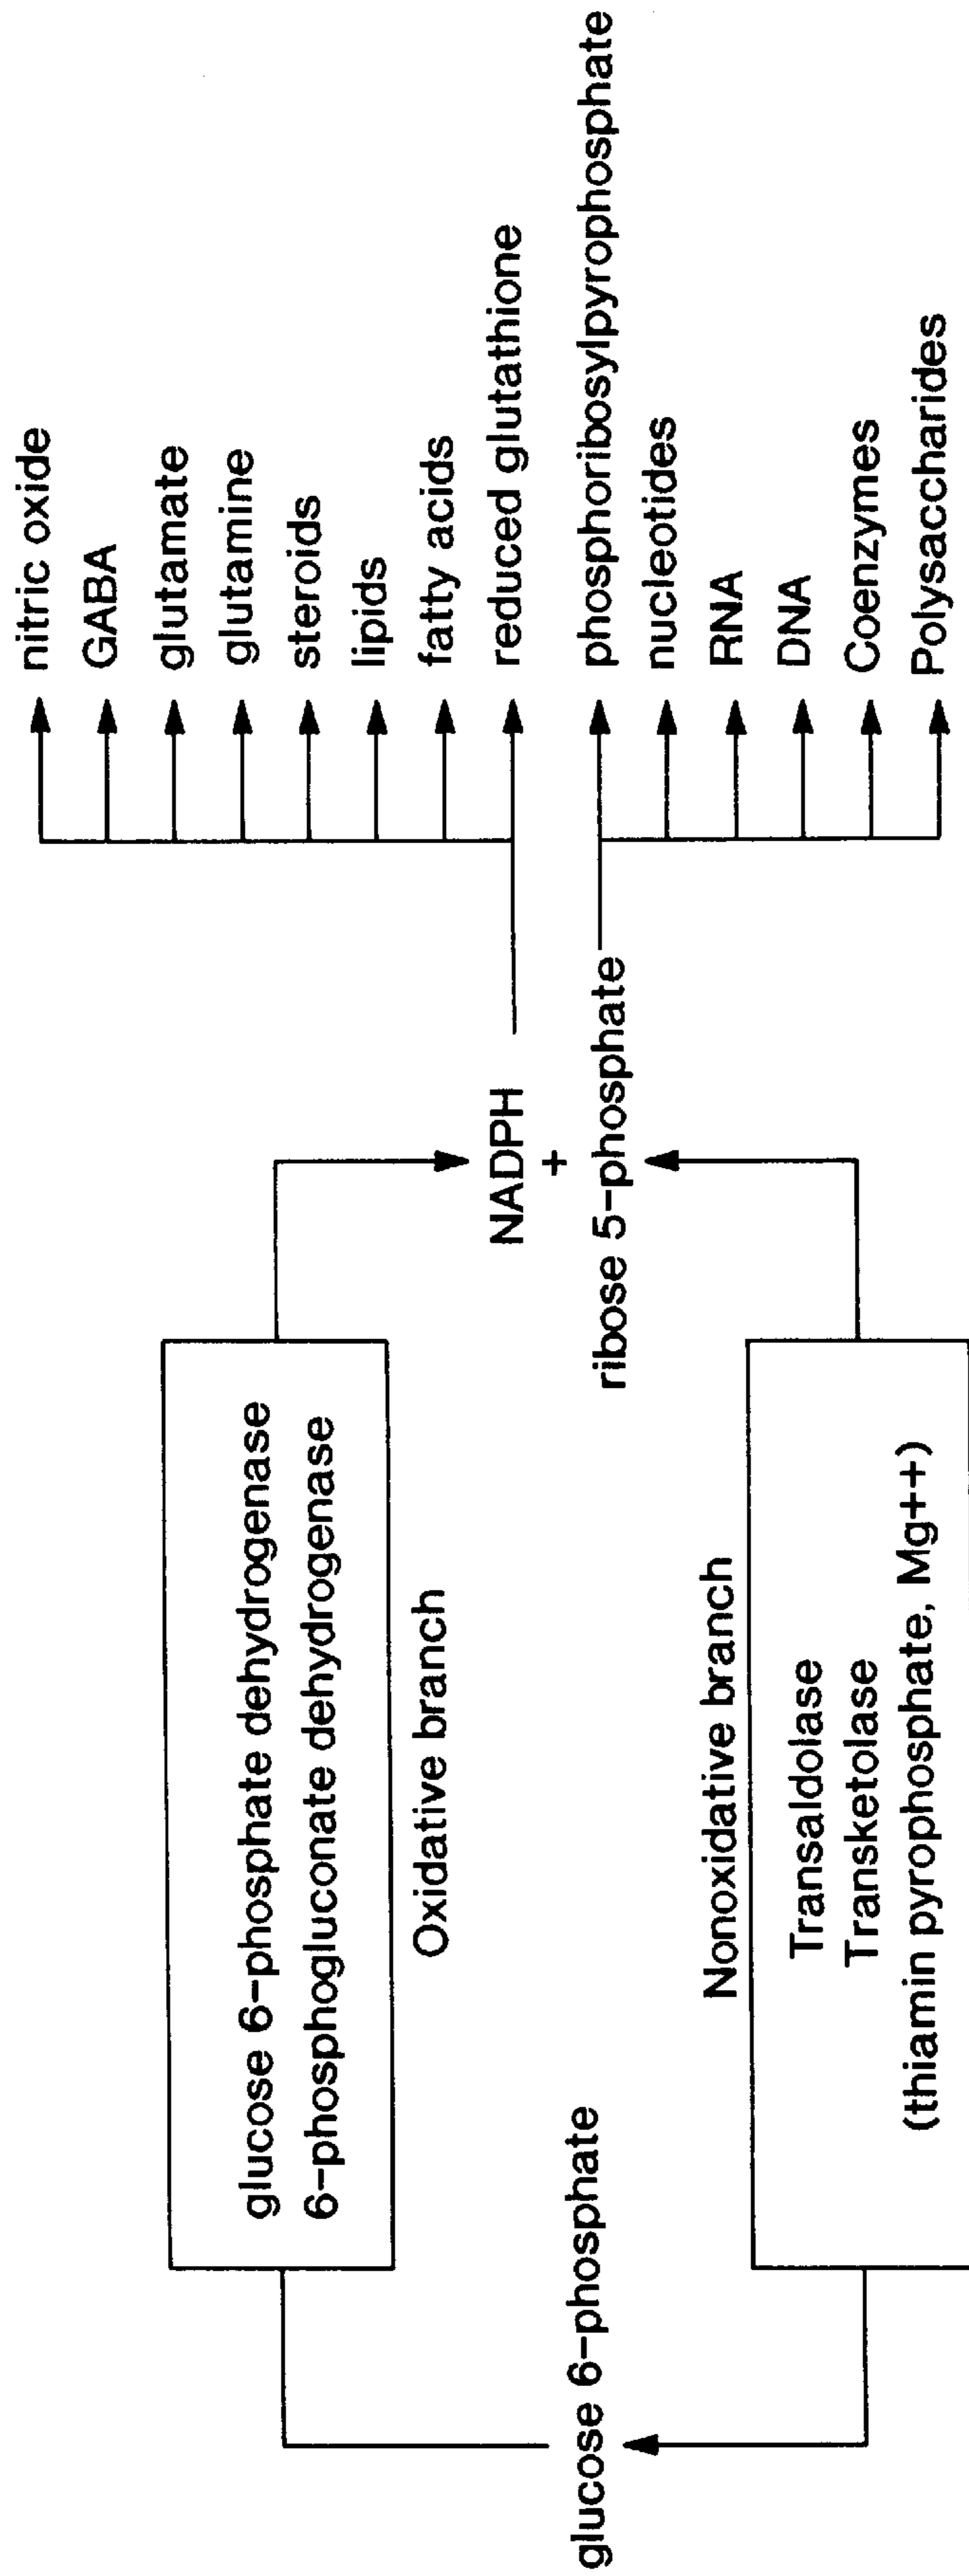 glucose 6-phosphate
glucose 6-phosphate dehydrogenase
6-phosphogluconate dehydrogenase
Oxidative branch
Nonoxidative branch
Transaldolase
Transketolase
(thiamin pyrophosphate, Mg++)
NADPH
+
ribose 5-phosphate
nitric oxide
GABA
glutamate
glutamine
steroids
lipids
fatty acids
reduced glutathione
phosphoribosylpyrophosphate
nucleotides
RNA
DNA
Coenzymes
Polysaccharides